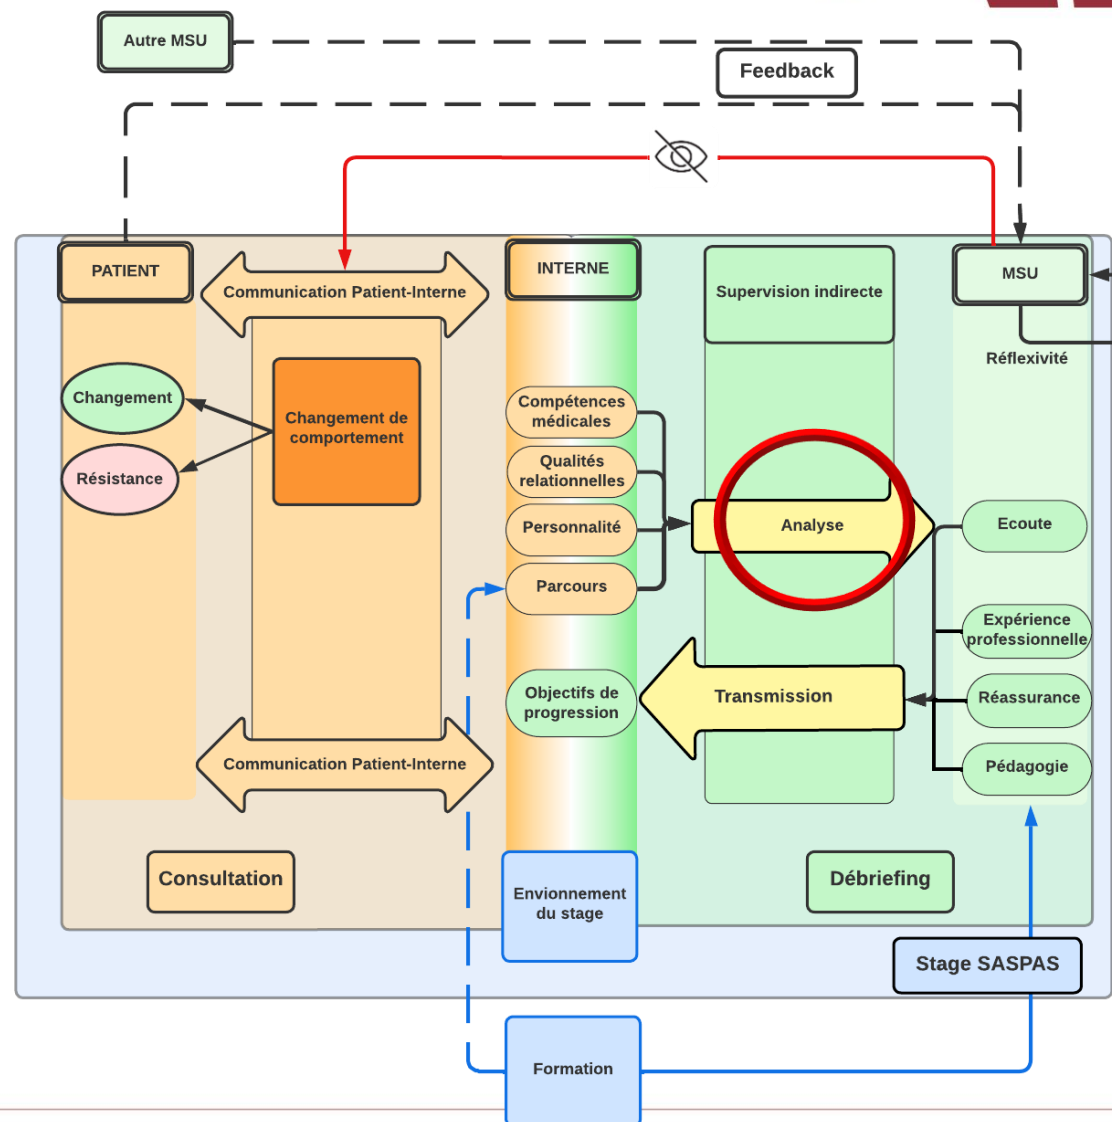 Autre MSU
Feedback
PATIENT
Communication Patient-Interne
INTERNE
Supervision indirecte
MSU
Réflexivité
Changement
Résistance
Changement de
comportement
Compétences
médicales
Qualités
relationnelles
Personnalité
Parcours
Analyse
Ecoute
Expérience
professionnelle
Réassurance
Pédagogie
Objectifs de
progression
Transmission
Communication Patient-Interne
Consultation
Envionnement
du stage
Débriefing
Stage SASPAS
Formation